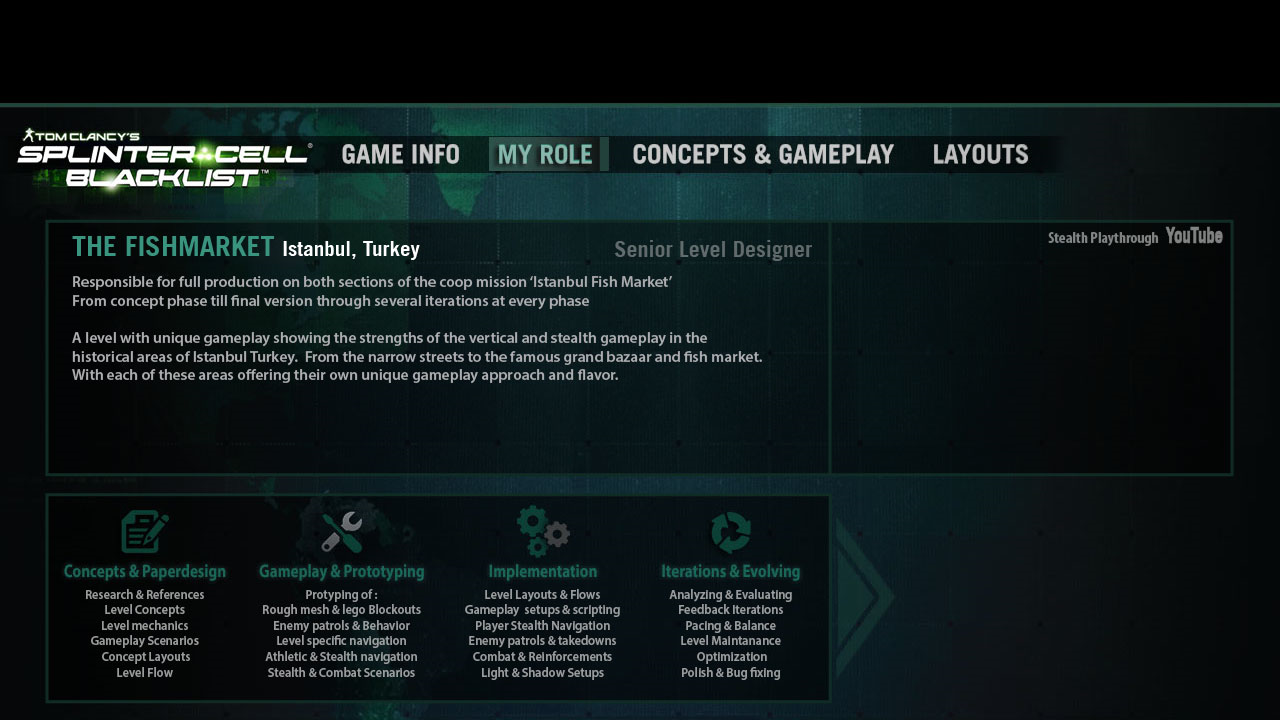 TOM CLANCY'S
SPLINTER CELL®
BLACKLIST™
GAME INFO
MY ROLE
CONCEPTS & GAMEPLAY
LAYOUTS
THE FISHMARKET Istanbul, Turkey
Senior Level Designer
Stealth Playthrough YouTube
Responsible for full production on both sections of the coop mission ‘Istanbul Fish Market’
From concept phase till final version through several iterations at every phase
A level with unique gameplay showing the strengths of the vertical and stealth gameplay in the
historical areas of Istanbul Turkey. From the narrow streets to the famous grand bazaar and fish market.
With each of these areas offering their own unique gameplay approach and flavor.
Concepts & Paperdesign
Research & References
Level Concepts
Level mechanics
Gameplay Scenarios
Concept Layouts
Level Flow
Gameplay & Prototyping
Protyping of :
Rough mesh & lego Blockouts
Enemy patrols & Behavior
Level specific navigation
Athletic & Stealth navigation
Stealth & Combat Scenarios
Implementation
Level Layouts & Flows
Gameplay setups & scripting
Player Stealth Navigation
Enemy patrols & takedowns
Combat & Reinforcements
Light & Shadow Setups
Iterations & Evolving
Analyzing & Evaluating
Feedback Iterations
Pacing & Balance
Level Maintanance
Optimization
Polish & Bug fixing